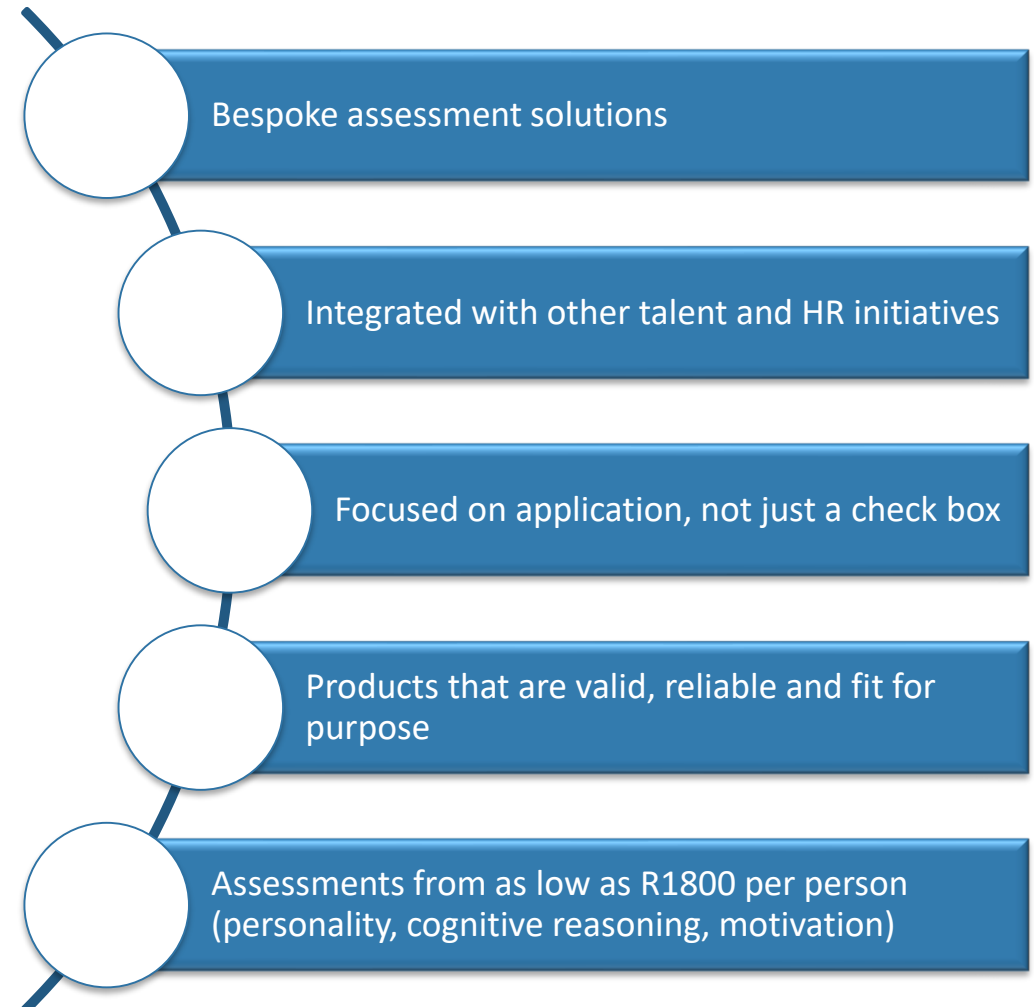 Bespoke assessment solutions
Integrated with other talent and HR initiatives
Focused on application, not just a check box
Products that are valid, reliable and fit for
purpose
Assessments from as low as R1800 per person
(personality, cognitive reasoning, motivation)